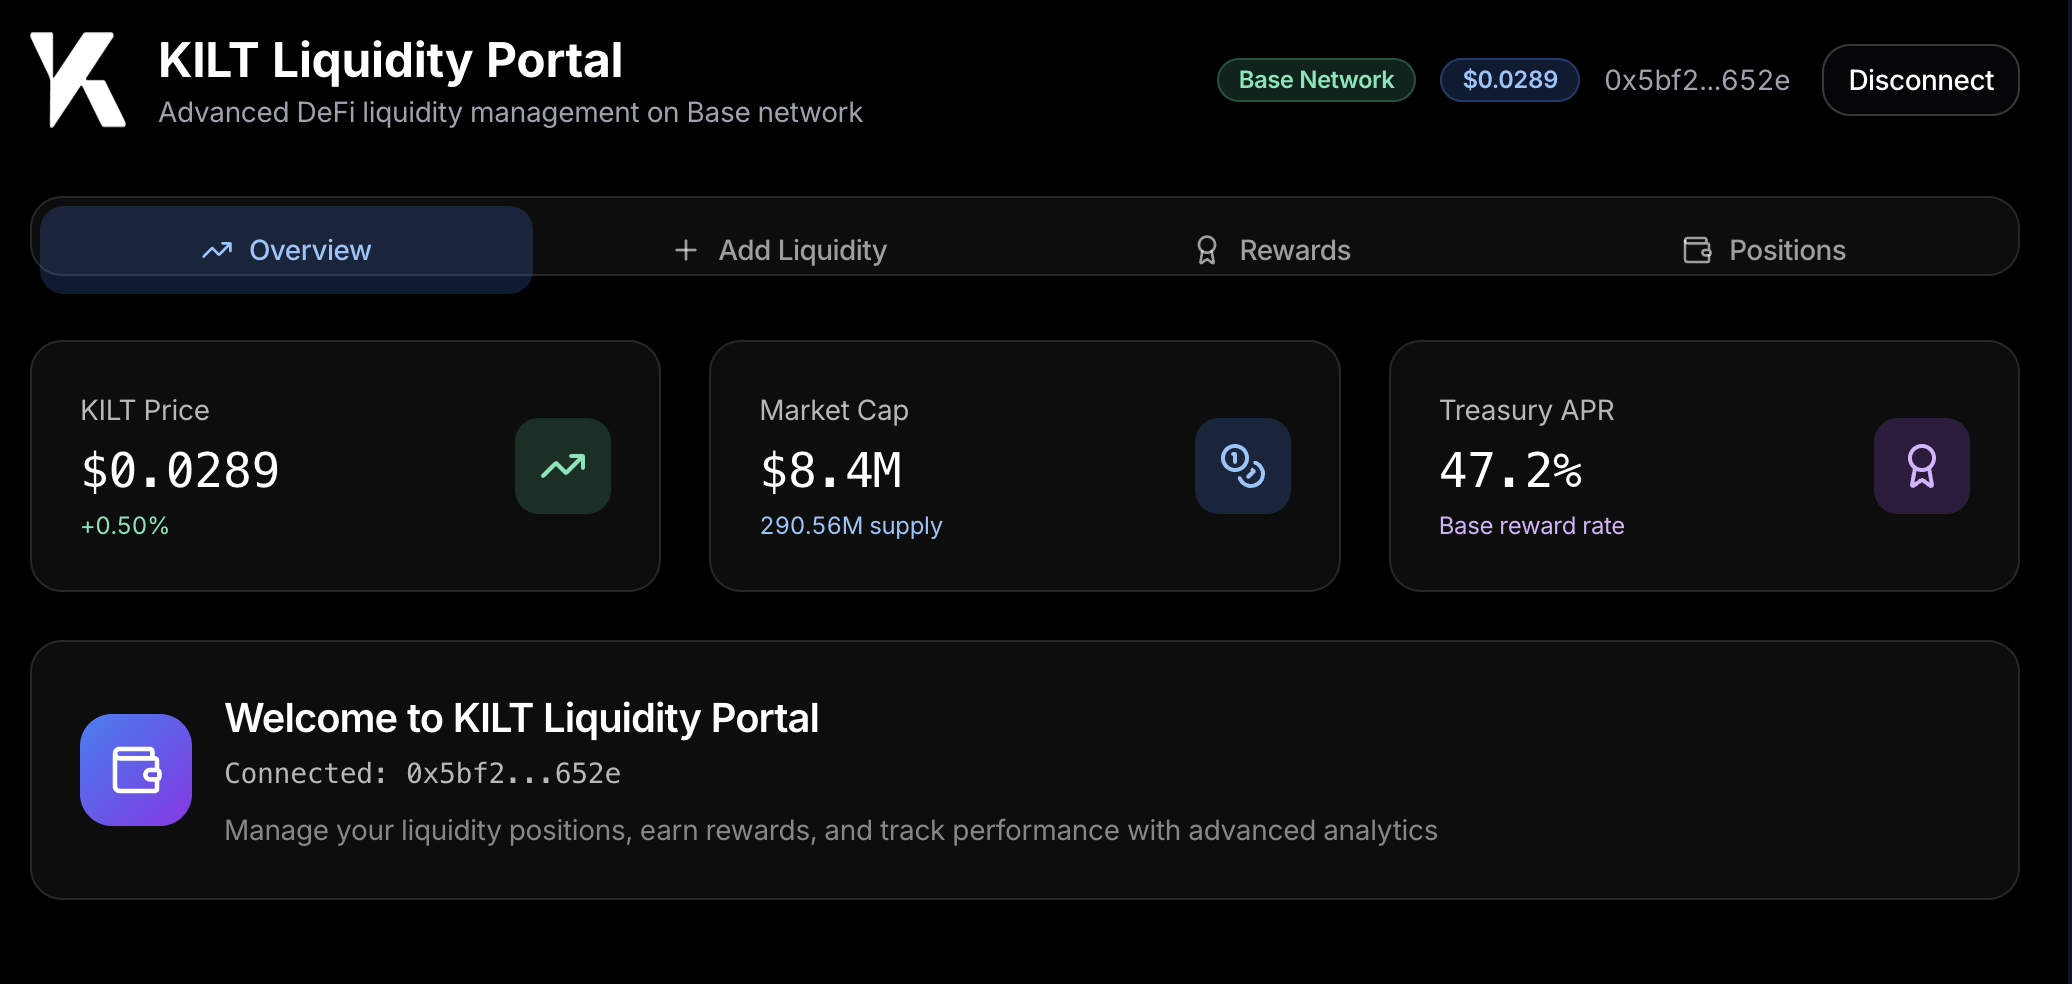 KILT Liquidity Portal
Advanced DeFi liquidity management on Base network
Base Network
$0.0289
0x5bf2...652e
Disconnect
Overview
Add Liquidity
Rewards
Positions
KILT Price
$0.0289
+0.50%
Market Cap
$8.4M
290.56M supply
Treasury APR
47.2%
Base reward rate
Welcome to KILT Liquidity Portal
Connected: 0x5bf2...652e
Manage your liquidity positions, earn rewards, and track performance with advanced analytics